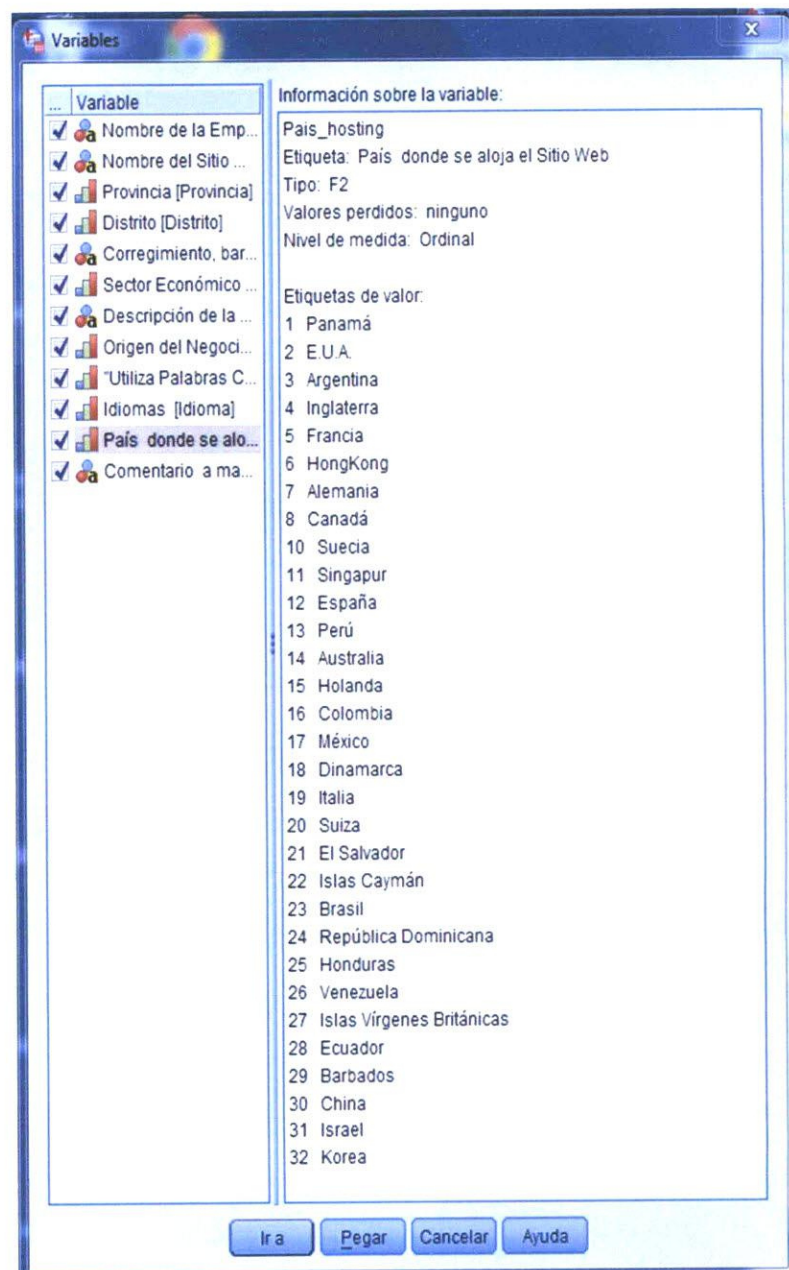 Variables
... Variable
Nombre de la Emp...
Nombre del Sitio ...
Provincia [Provincia]
Distrito [Distrito]
Corregimiento, bar...
Sector Económico ...
Descripción de la ...
Origen del Negoci...
"Utiliza Palabras C...
Idiomas [Idioma]
País donde se alo...
Comentario a ma...
Información sobre la variable:
Pais_hosting
Etiqueta: País donde se aloja el Sitio Web
Tipo: F2
Valores perdidos: ninguno
Nivel de medida: Ordinal
Etiquetas de valor:
1 Panamá
2 E.U.A.
3 Argentina
4 Inglaterra
5 Francia
6 HongKong
7 Alemania
8 Canadá
10 Suecia
11 Singapur
12 España
13 Perú
14 Australia
15 Holanda
16 Colombia
17 México
18 Dinamarca
19 Italia
20 Suiza
21 El Salvador
22 Islas Caymán
23 Brasil
24 República Dominicana
25 Honduras
26 Venezuela
27 Islas Vírgenes Británicas
28 Ecuador
29 Barbados
30 China
31 Israel
32 Korea
Ir a Pegar Cancelar Ayuda